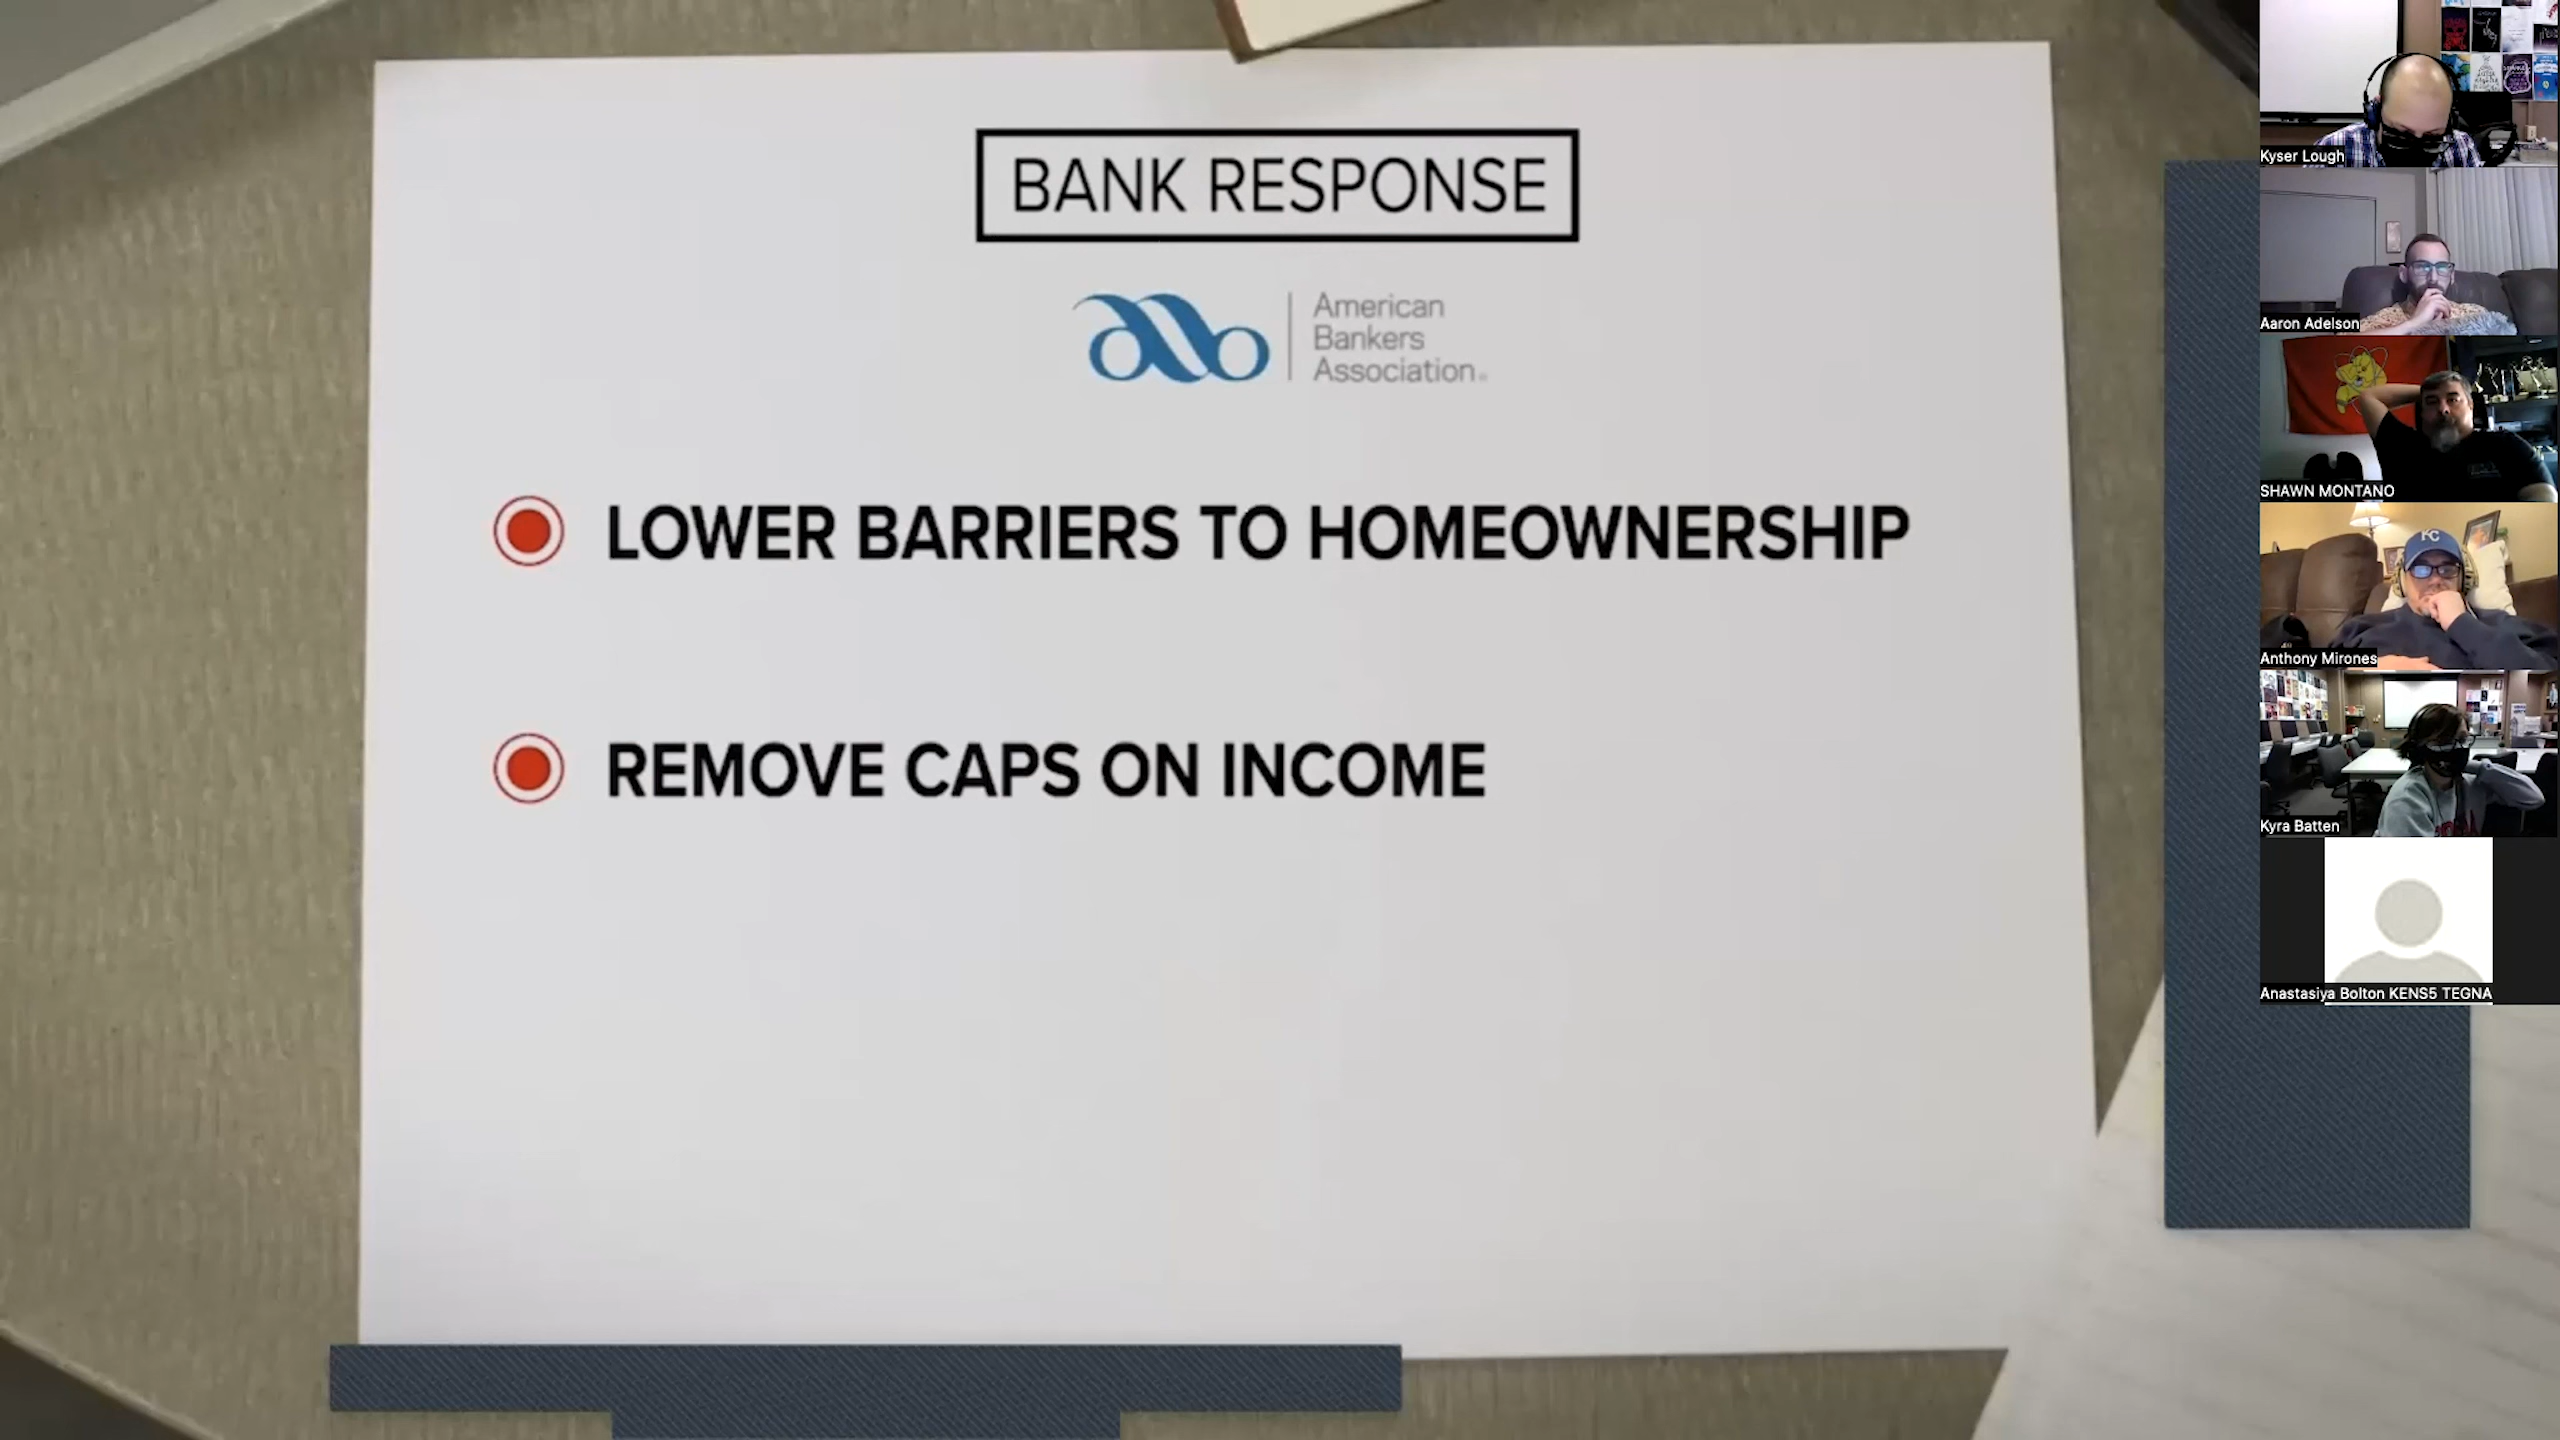 BANK RESPONSE
American
Bankers
Association
LOWER BARRIERS TO HOMEOWNERSHIP
REMOVE CAPS ON INCOME
Kyser Lough
Aaron Adelson
SHAWN MONTANO
KC
Anthony Mirones
Kyra Batten
Anastasiya Bolton KENS5 TEGNA